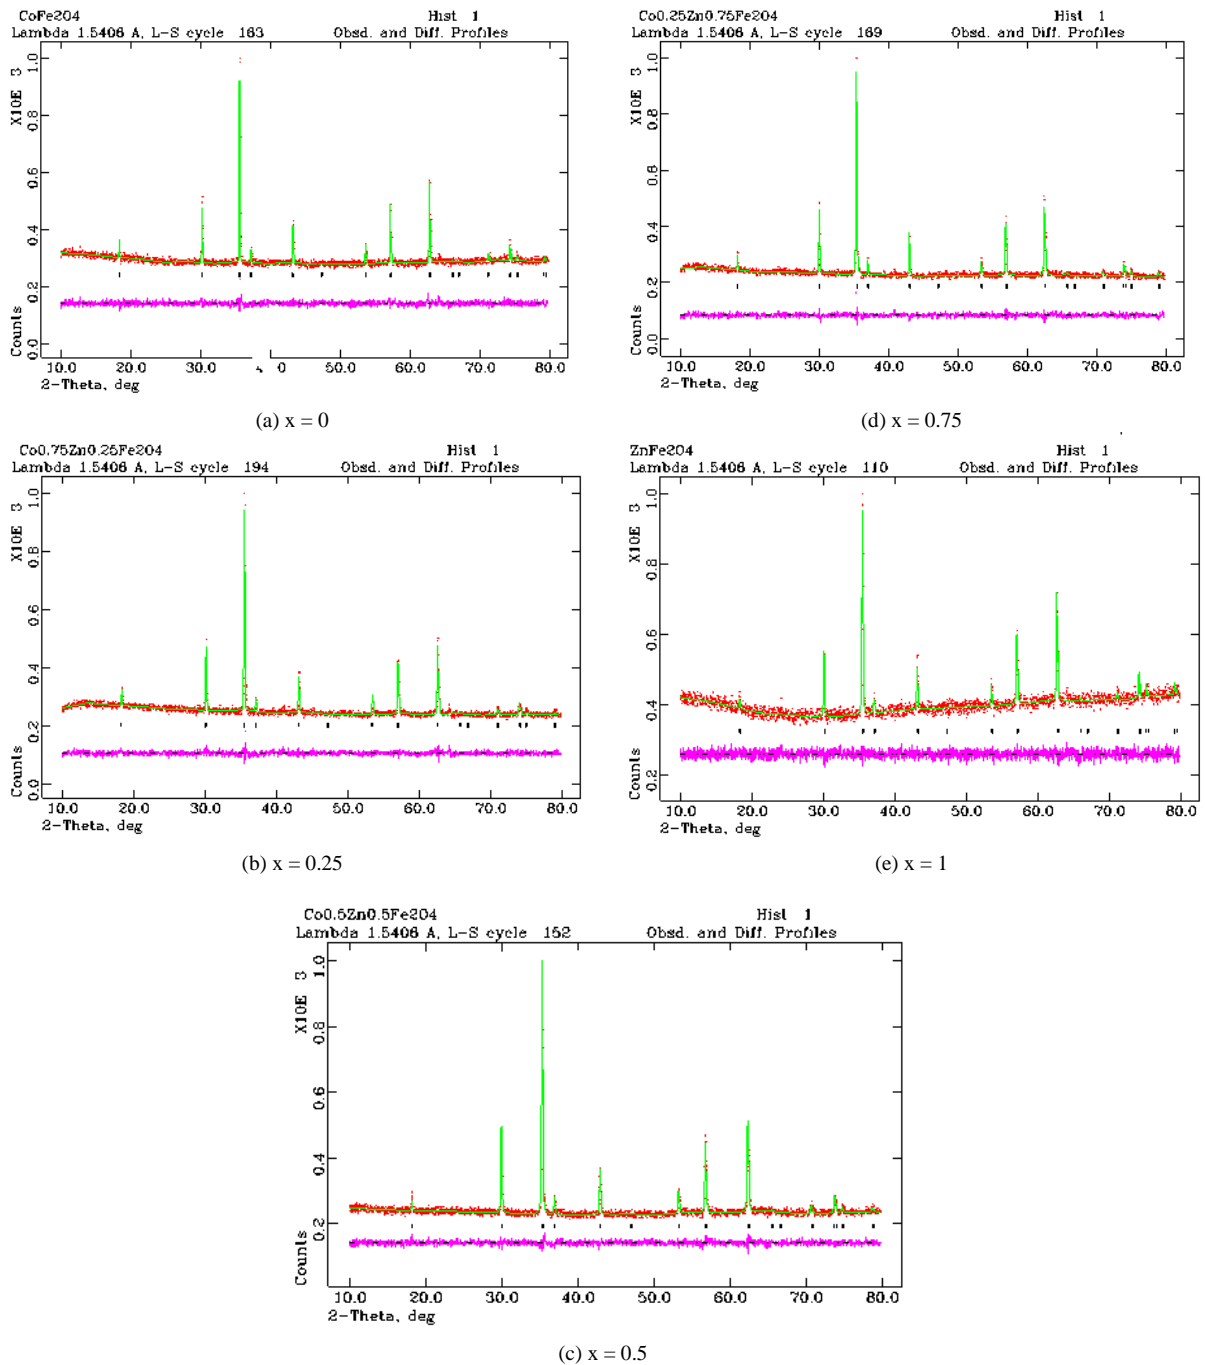 CoFe2O4 Hist 1
Lambda 1.5406 A, L-S cycle 163 Obsd. and Diff. Profiles
X10E 3
1.0
0.8
0.6
0.4
0.2
0.0
Counts
10.0 20.0 30.0 4 0 50.0 60.0 70.0 80.0
2-Theta, deg
(a) x = 0
Co0.25Zn0.75Fe2O4 Hist 1
Lambda 1.5406 A, L-S cycle 169 Obsd. and Diff. Profiles
X10E 3
1.0
0.8
0.6
0.4
0.2
0.0
Counts
10.0 20.0 30.0 40.0 50.0 60.0 70.0 80.0
2-Theta, deg
(d) x = 0.75
Co0.75Zn0.25Fe2O4 Hist 1
Lambda 1.5406 A, L-S cycle 194 Obsd. and Diff. Profiles
X10E 3
1.0
0.8
0.6
0.4
0.2
0.0
Counts
10.0 20.0 30.0 40.0 50.0 60.0 70.0 80.0
2-Theta, deg
(b) x = 0.25
ZnFe2O4 Hist 1
Lambda 1.5406 A, L-S cycle 110 Obsd. and Diff. Profiles
X10E 3
1.0
0.8
0.6
0.4
0.2
Counts
10.0 20.0 30.0 40.0 50.0 60.0 70.0 80.0
2-Theta, deg
(e) x = 1
Co0.5Zn0.5Fe2O4 Hist 1
Lambda 1.5406 A, L-S cycle 152 Obsd. and Diff. Profiles
X10E 3
1.0
0.8
0.6
0.4
0.2
Counts
10.0 20.0 30.0 40.0 50.0 60.0 70.0 80.0
2-Theta, deg
(c) x = 0.5